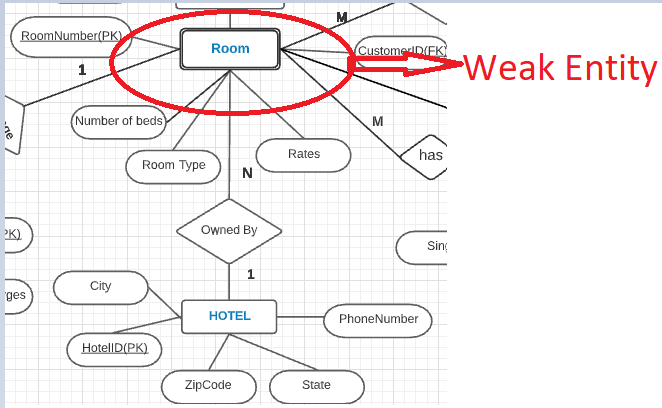 M
RoomNumber(PK)
Room
CustomerID(FK)
Weak Entity
1
Number of beds
M
Rates
has
Room Type
N
Owned By
PK)
Sing
1
City
rges
HOTEL
PhoneNumber
HotelID(PK)
ZipCode
State